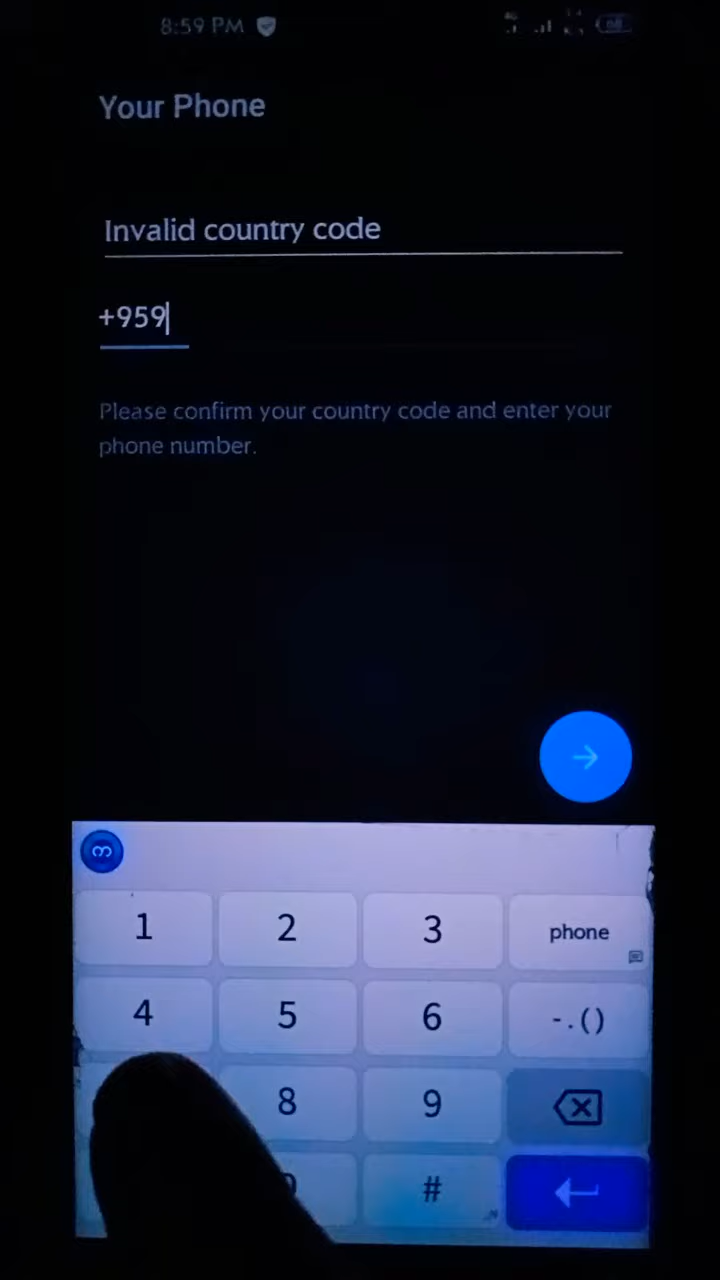 8:59 PM
Your Phone
Invalid country code
+959
Please confirm your country code and enter your
phone number.
1 2 3 phone
4 5 6 -.()
8 9
#